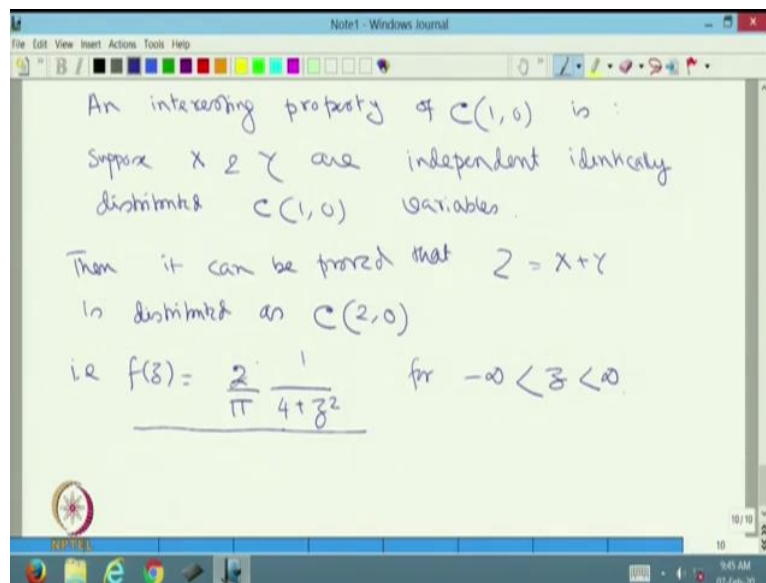 Note1 - Windows Journal
File Edit View Insert Actions Tools Help
An interesting property of C(1,0) is :
Suppose X & Y are independent identically
distributed C(1,0) variables.
Then it can be proved that Z = X+Y
is distributed as C(2,0)
i.e f(z) = 2/π 1/(4+z²) for -∞ < z < ∞.
NPTEL
10/10
10
9:45 AM